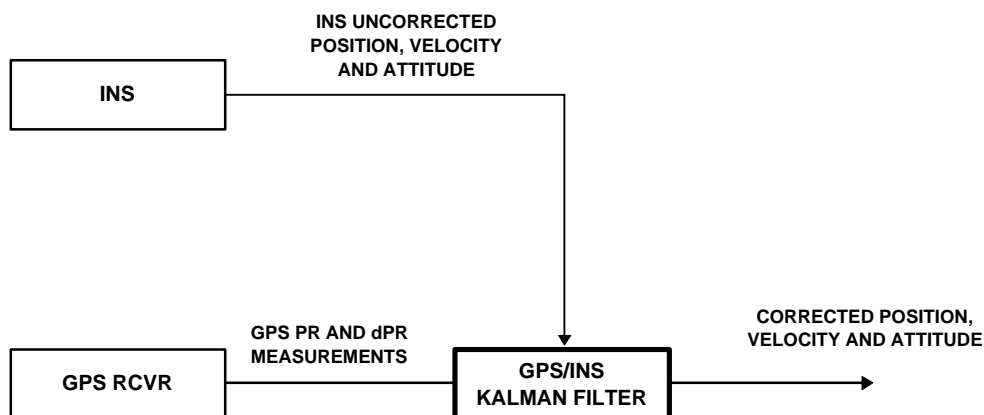 INS UNCORRECTED
POSITION, VELOCITY
AND ATTITUDE
INS
GPS PR AND dPR
MEASUREMENTS
CORRECTED POSITION,
VELOCITY AND ATTITUDE
GPS RCVR
GPS/INS
KALMAN FILTER